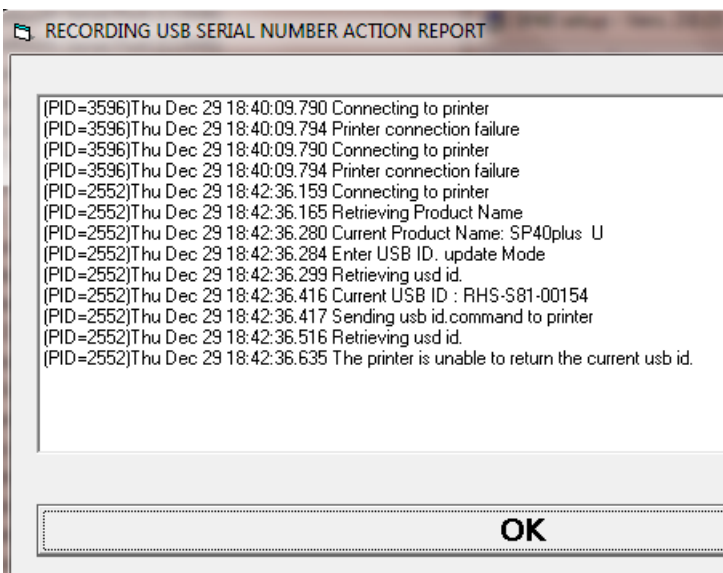 RECORDING USB SERIAL NUMBER ACTION REPORT
(PID=3596)Thu Dec 29 18:40:09.790 Connecting to printer
(PID=3596)Thu Dec 29 18:40:09.794 Printer connection failure
(PID=3596)Thu Dec 29 18:40:09.790 Connecting to printer
(PID=3596)Thu Dec 29 18:40:09.794 Printer connection failure
(PID=2552)Thu Dec 29 18:42:36.159 Connecting to printer
(PID=2552)Thu Dec 29 18:42:36.165 Retrieving Product Name
(PID=2552)Thu Dec 29 18:42:36.280 Current Product Name: SP40plus  U
(PID=2552)Thu Dec 29 18:42:36.284 Enter USB ID. update Mode
(PID=2552)Thu Dec 29 18:42:36.299 Retrieving usd id.
(PID=2552)Thu Dec 29 18:42:36.416 Current USB ID : RHS-S81-00154
(PID=2552)Thu Dec 29 18:42:36.417 Sending usb id.command to printer
(PID=2552)Thu Dec 29 18:42:36.516 Retrieving usd id.
(PID=2552)Thu Dec 29 18:42:36.635 The printer is unable to return the current usb id.
OK